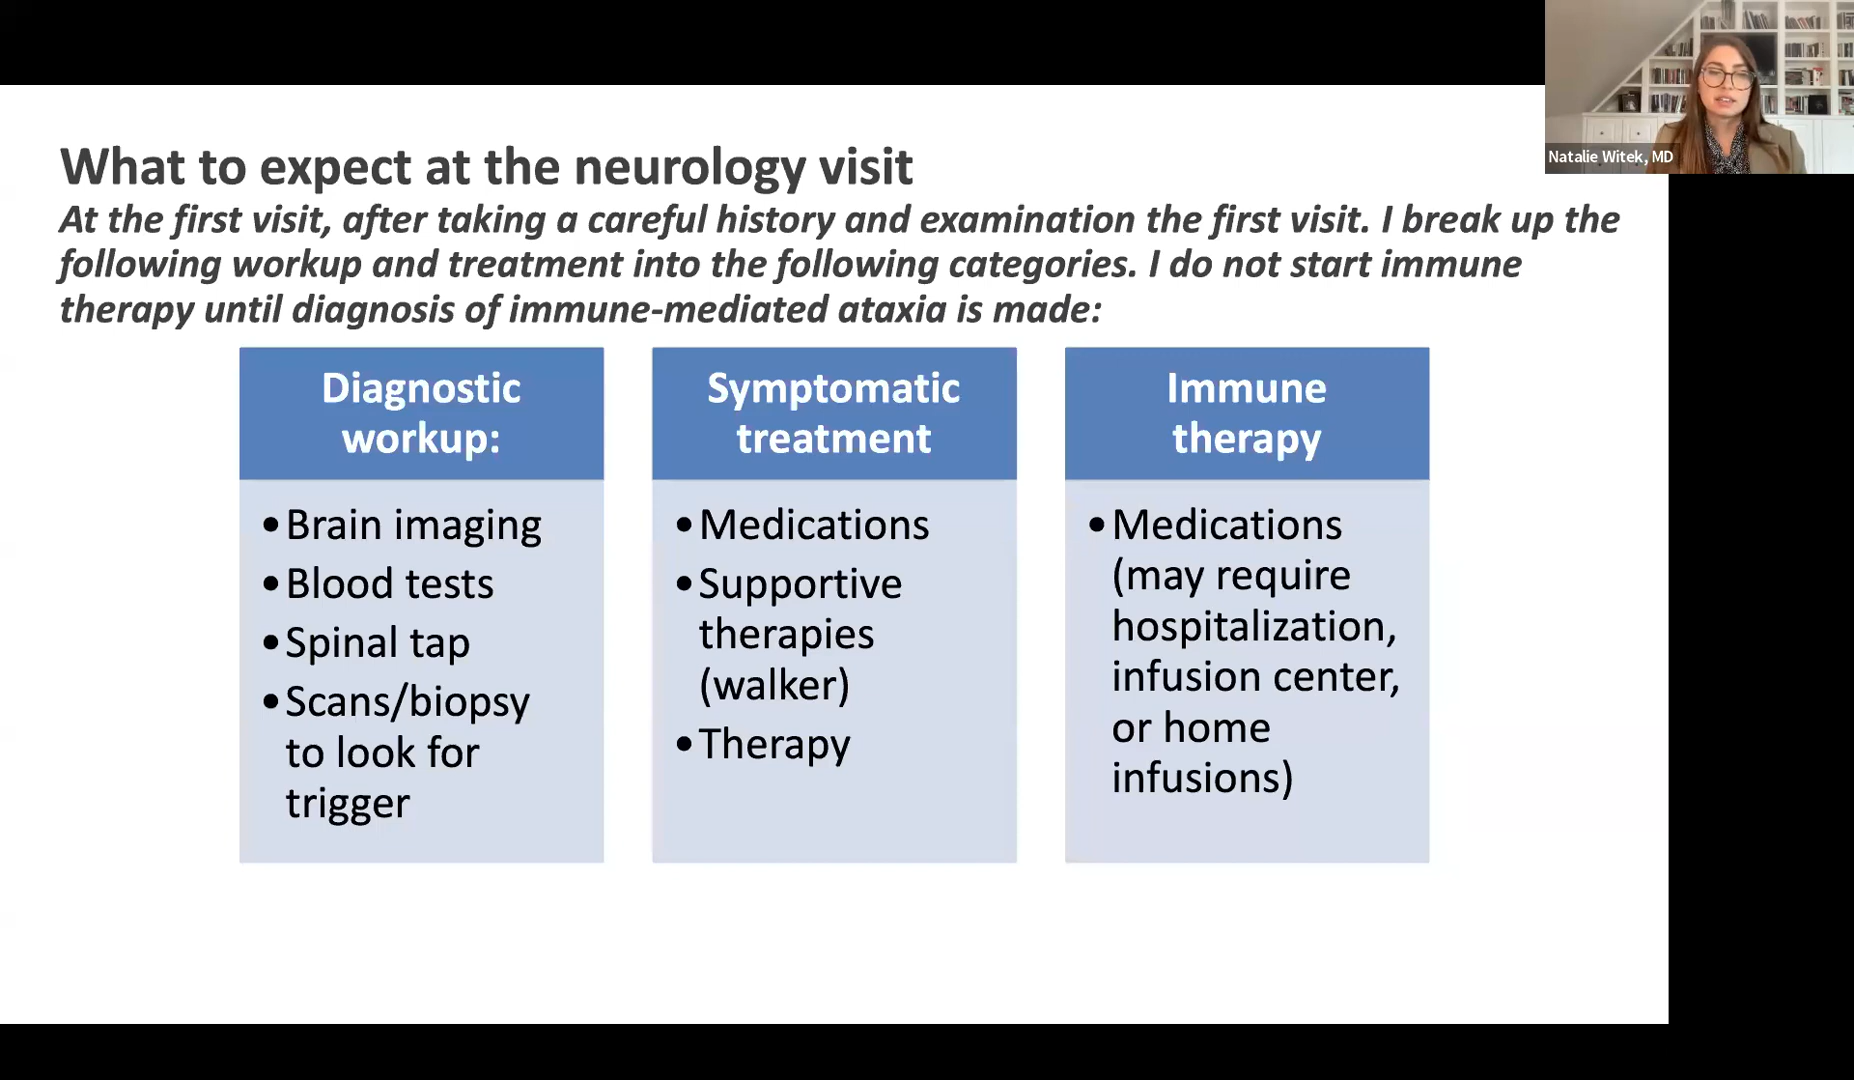 Natalie Witek, MD
What to expect at the neurology visit
At the first visit, after taking a careful history and examination the first visit. I break up the
following workup and treatment into the following categories. I do not start immune
therapy until diagnosis of immune-mediated ataxia is made:
Diagnostic
workup:
•Brain imaging
•Blood tests
•Spinal tap
•Scans/biopsy
to look for
trigger
Symptomatic
treatment
•Medications
•Supportive
therapies
(walker)
•Therapy
Immune
therapy
•Medications
(may require
hospitalization,
infusion center,
or home
infusions)